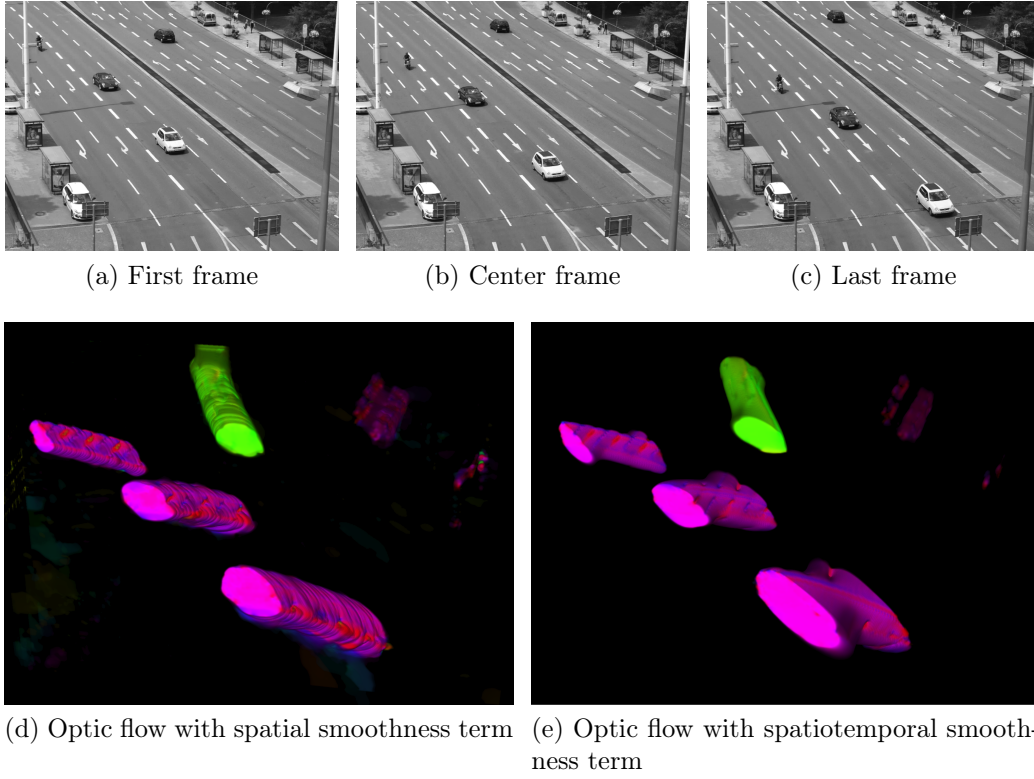 (a) First frame
(b) Center frame
(c) Last frame
(d) Optic flow with spatial smoothness term
(e) Optic flow with spatiotemporal smooth-
ness term